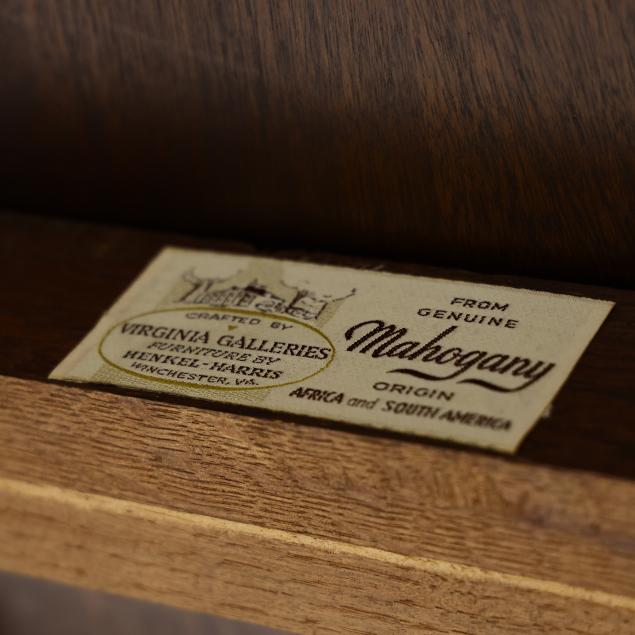 CRAFTED BY
VIRGINIA GALLERIES
FURNITURE BY
HENKEL-HARRIS
WINCHESTER, VA.
FROM
GENUINE
Mahogany
ORIGIN
AFRICA and SOUTH AMERICA